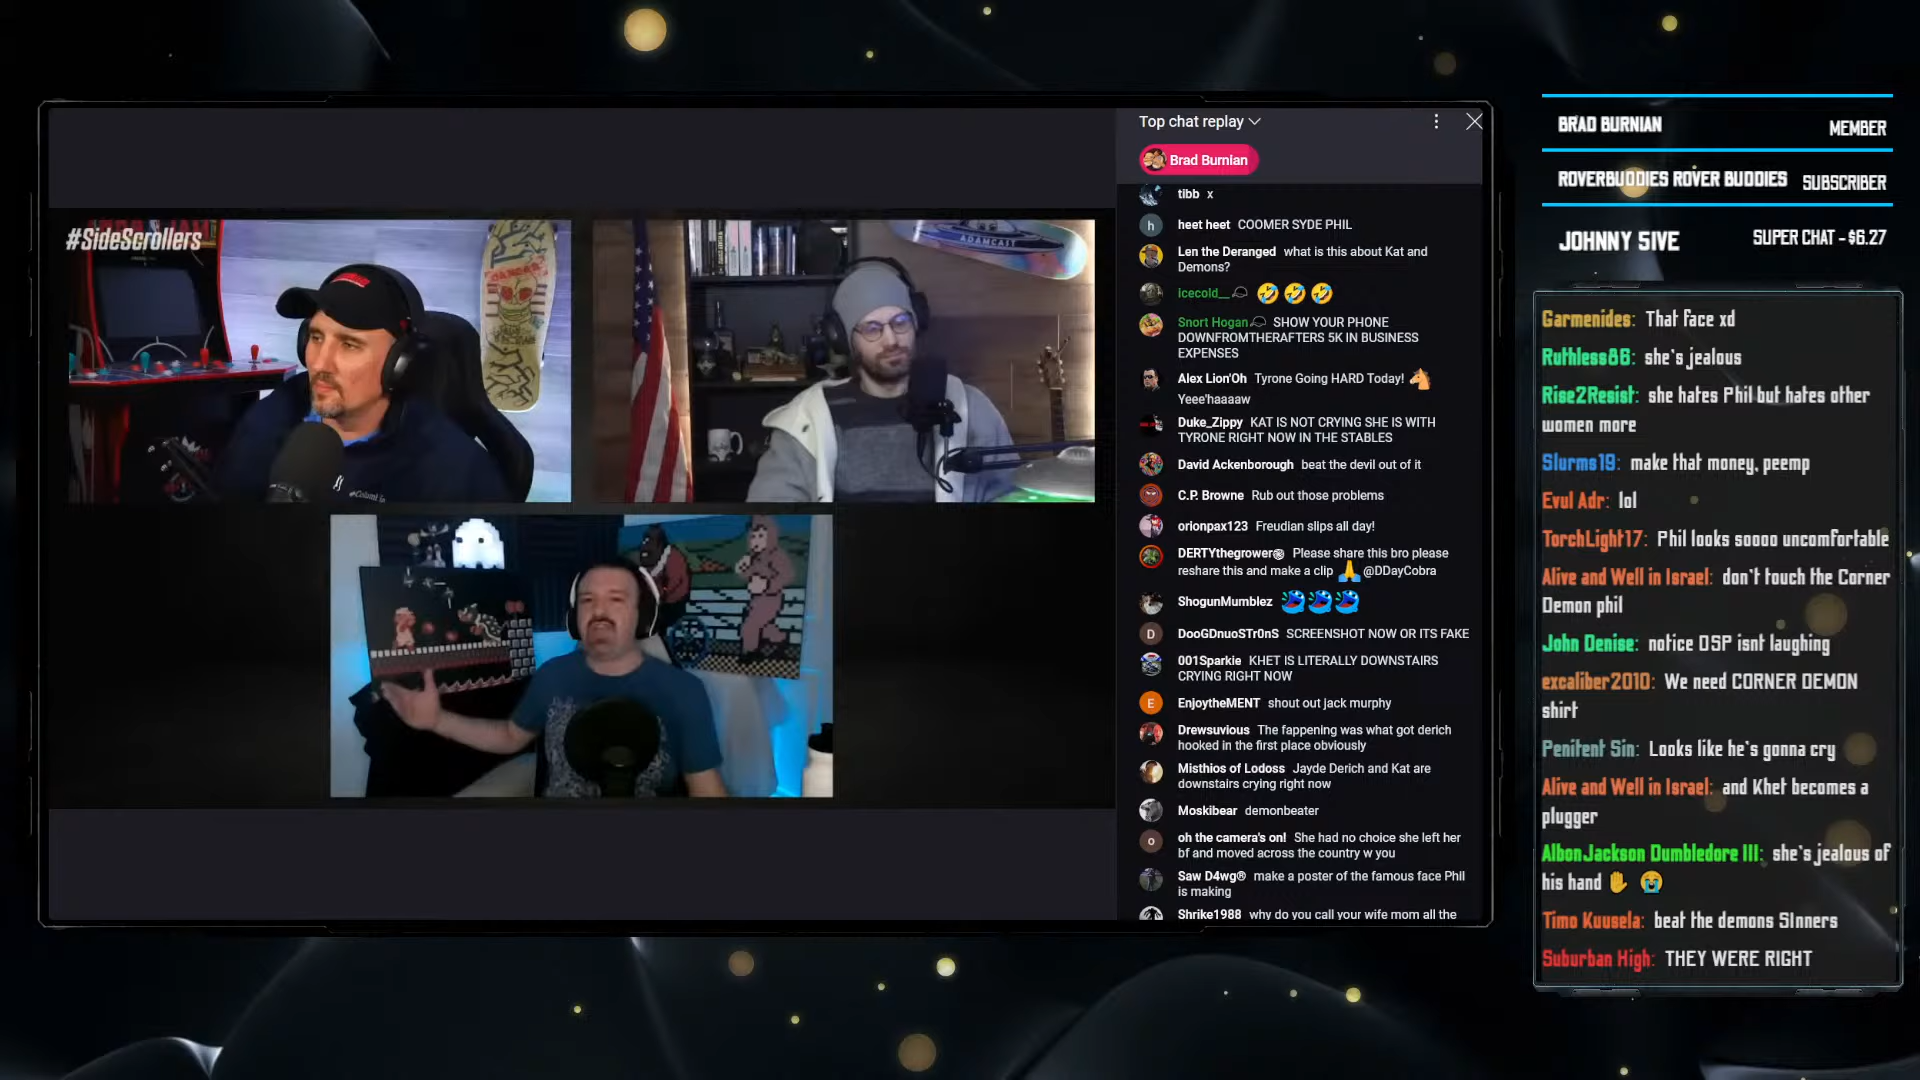 #SideScrollers
ADAMCAST
Top chat replay
Brad Burnian
tibb x
h heet heet COOMER SYDE PHIL
Len the Deranged what is this about Kat and
Demons?
icecold__ 🤣 🤣 🤣
Snort Hogan SHOW YOUR PHONE
DOWNFROMTHERAFTERS 5K IN BUSINESS
EXPENSES
Alex Lion'Oh Tyrone Going HARD Today! 🐴
Yeee'haaaw
Duke_Zippy KAT IS NOT CRYING SHE IS WITH
TYRONE RIGHT NOW IN THE STABLES
David Ackenborough beat the devil out of it
C.P. Browne Rub out those problems
orlonpax123 Freudian slips all day!
DERTYthegrower֍ Please share this bro please
reshare this and make a clip 🙏 @DDayCobra
ShogunMumblez
D DooGDnuoSTr0nS SCREENSHOT NOW OR ITS FAKE
001Sparkie KHET IS LITERALLY DOWNSTAIRS
CRYING RIGHT NOW
E EnjoytheMENT shout out jack murphy
Drewsuvious The fappening was what got derich
hooked in the first place obviously
Misthios of Lodoss Jayde Derich and Kat are
downstairs crying right now
Moskibear demonbeater
o oh the camera's on! She had no choice she left her
bf and moved across the country w you
Saw D4wg® make a poster of the famous face Phil
is making
Shrike1988 why do you call your wife mom all the
BRAD BURNIAN MEMBER
ROVERBUDDIES ROVER BUDDIES SUBSCRIBER
JOHNNY 5IVE SUPER CHAT - $6.27
Garmenides: That face xd
Ruthless86: she's jealous
Rise2Resist: she hates Phil but hates other
women more
Slurms19: make that money, peemp
Evul Adr: lol
TorchLight17: Phil looks soooo uncomfortable
Alive and Well in Israel: don't touch the Corner
Demon phil
John Denise: notice OSP isnt laughing
excaliber2010: We need CORNER DEMON
shirt
Penitent Sin: Looks like he's gonna cry
Alive and Well in Israel: and Khet becomes a
plugger
AlbonJackson Dumbledore III: she's jealous of
his hand ✋ 😭
Timo Kuusela: beat the demons SInners
Suburban High: THEY WERE RIGHT